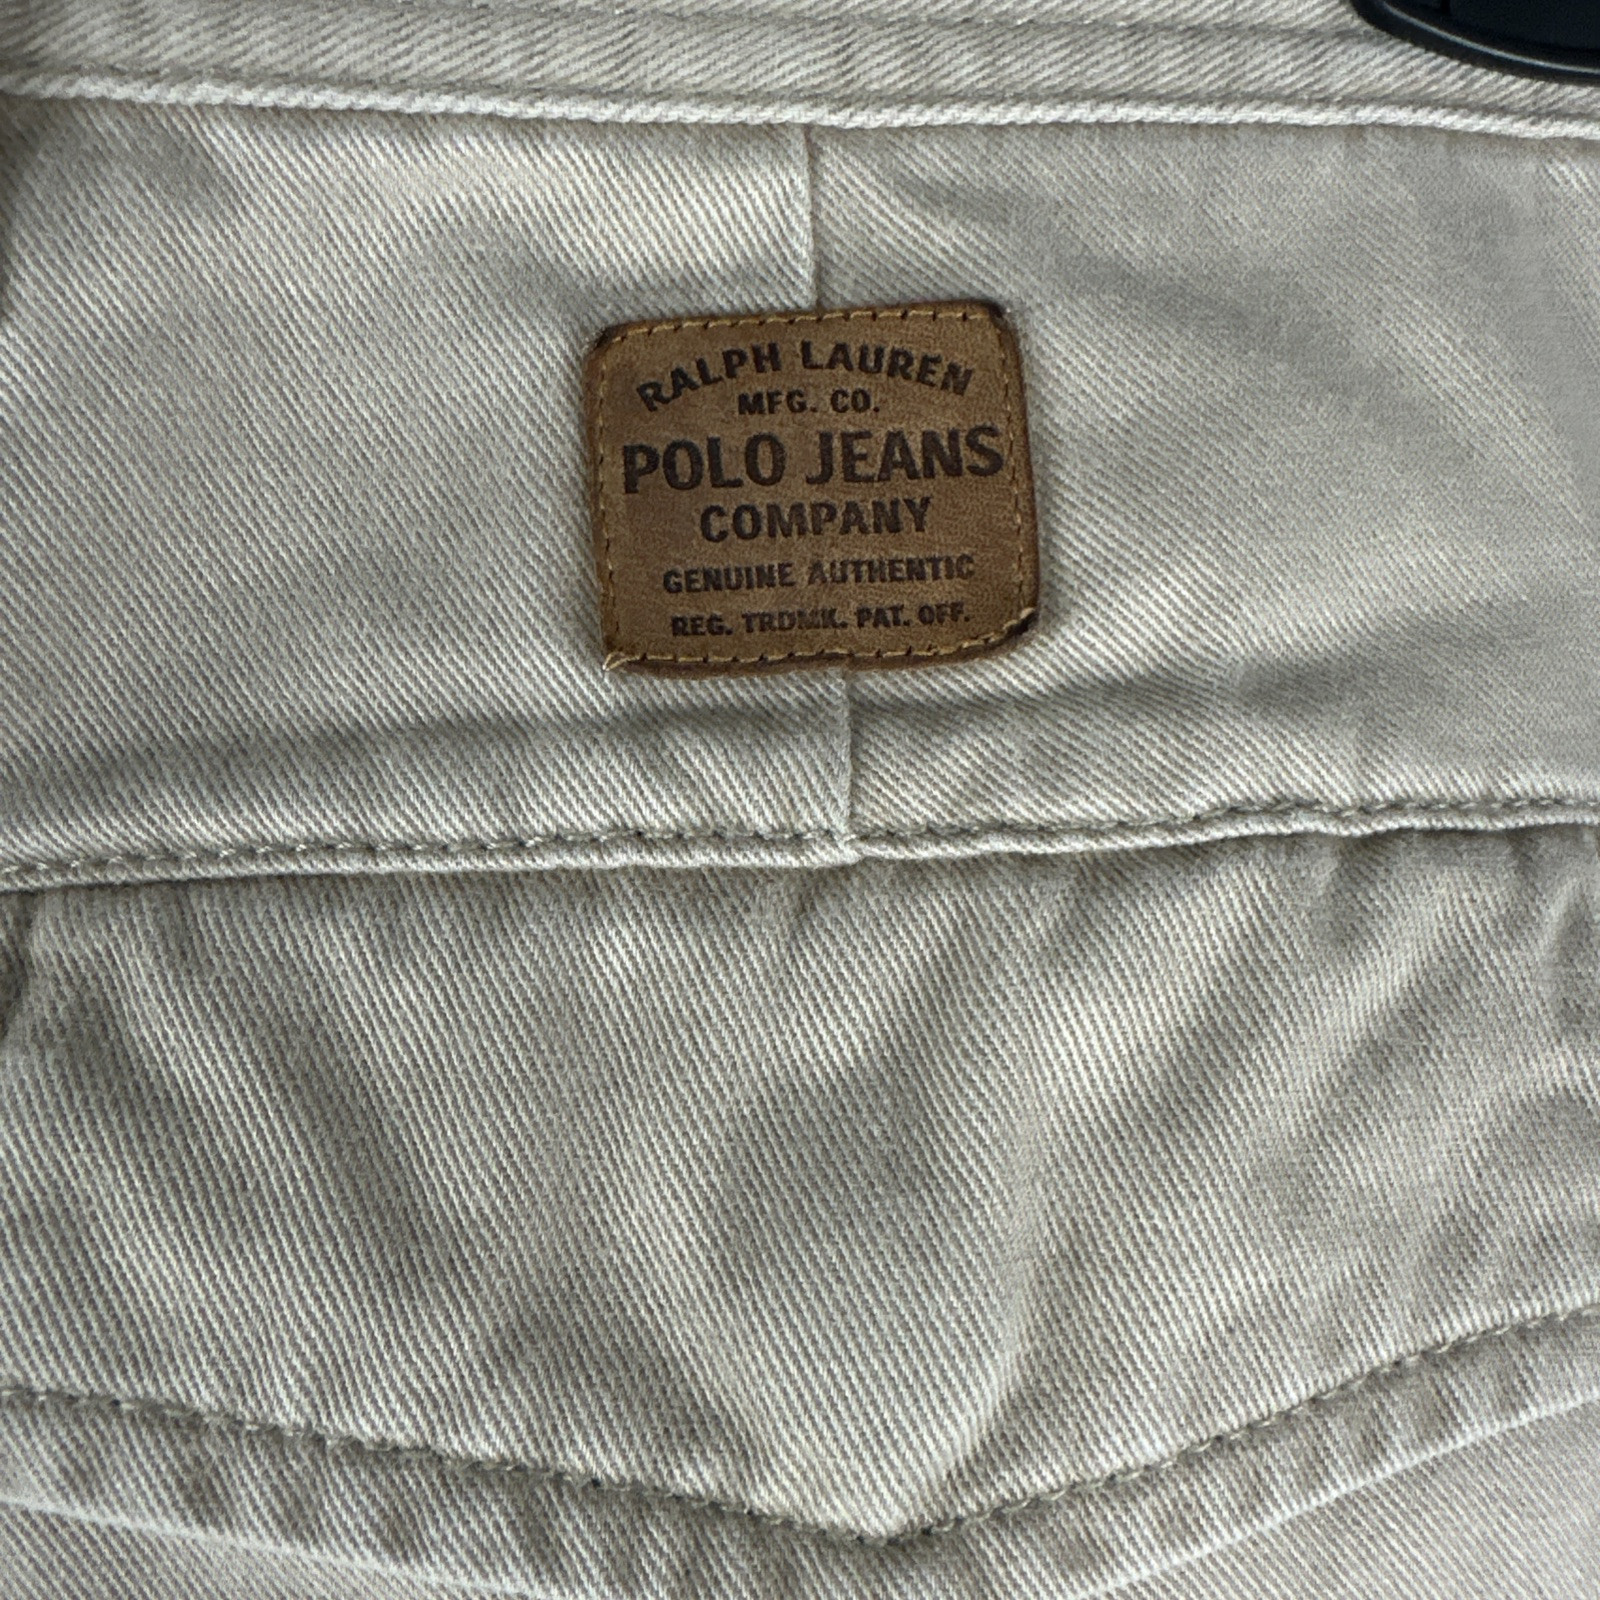 RALPH LAUREN
MFG. CO.
POLO JEANS
COMPANY
GENUINE AUTHENTIC
REG. TRDMK. PAT. OFF.